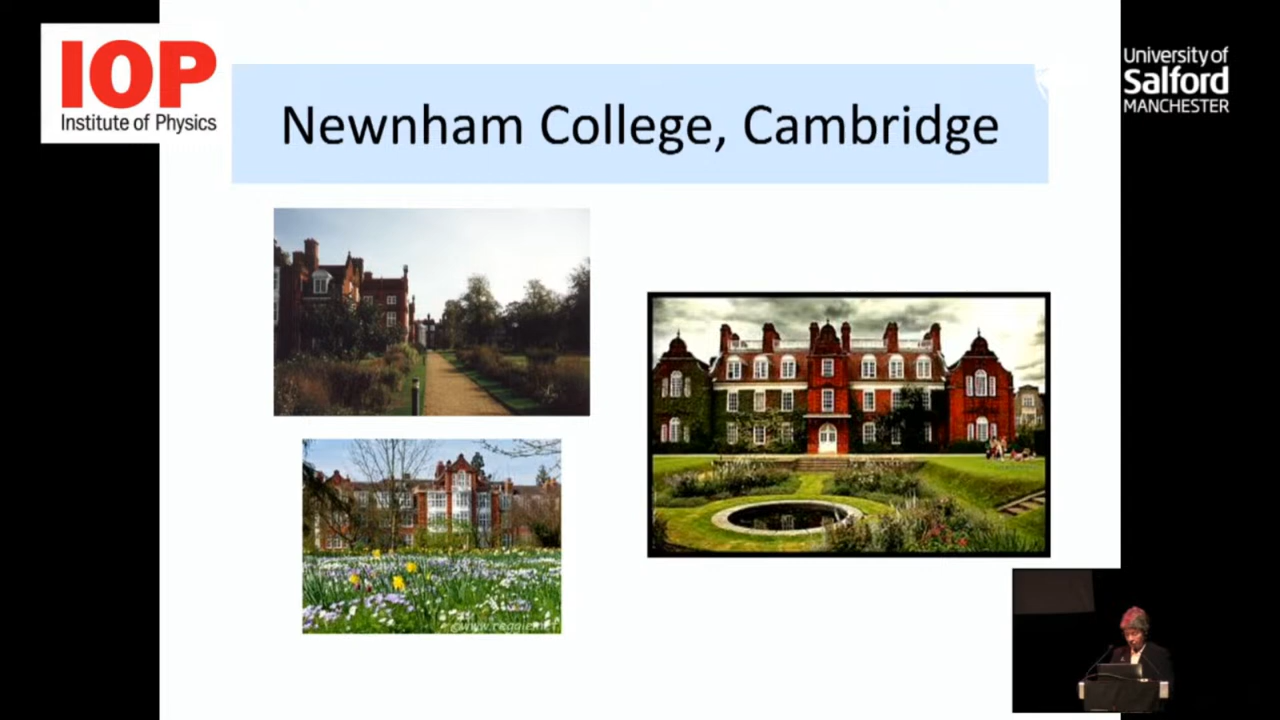 IOP
Institute of Physics
University of
Salford
MANCHESTER
Newnham College, Cambridge